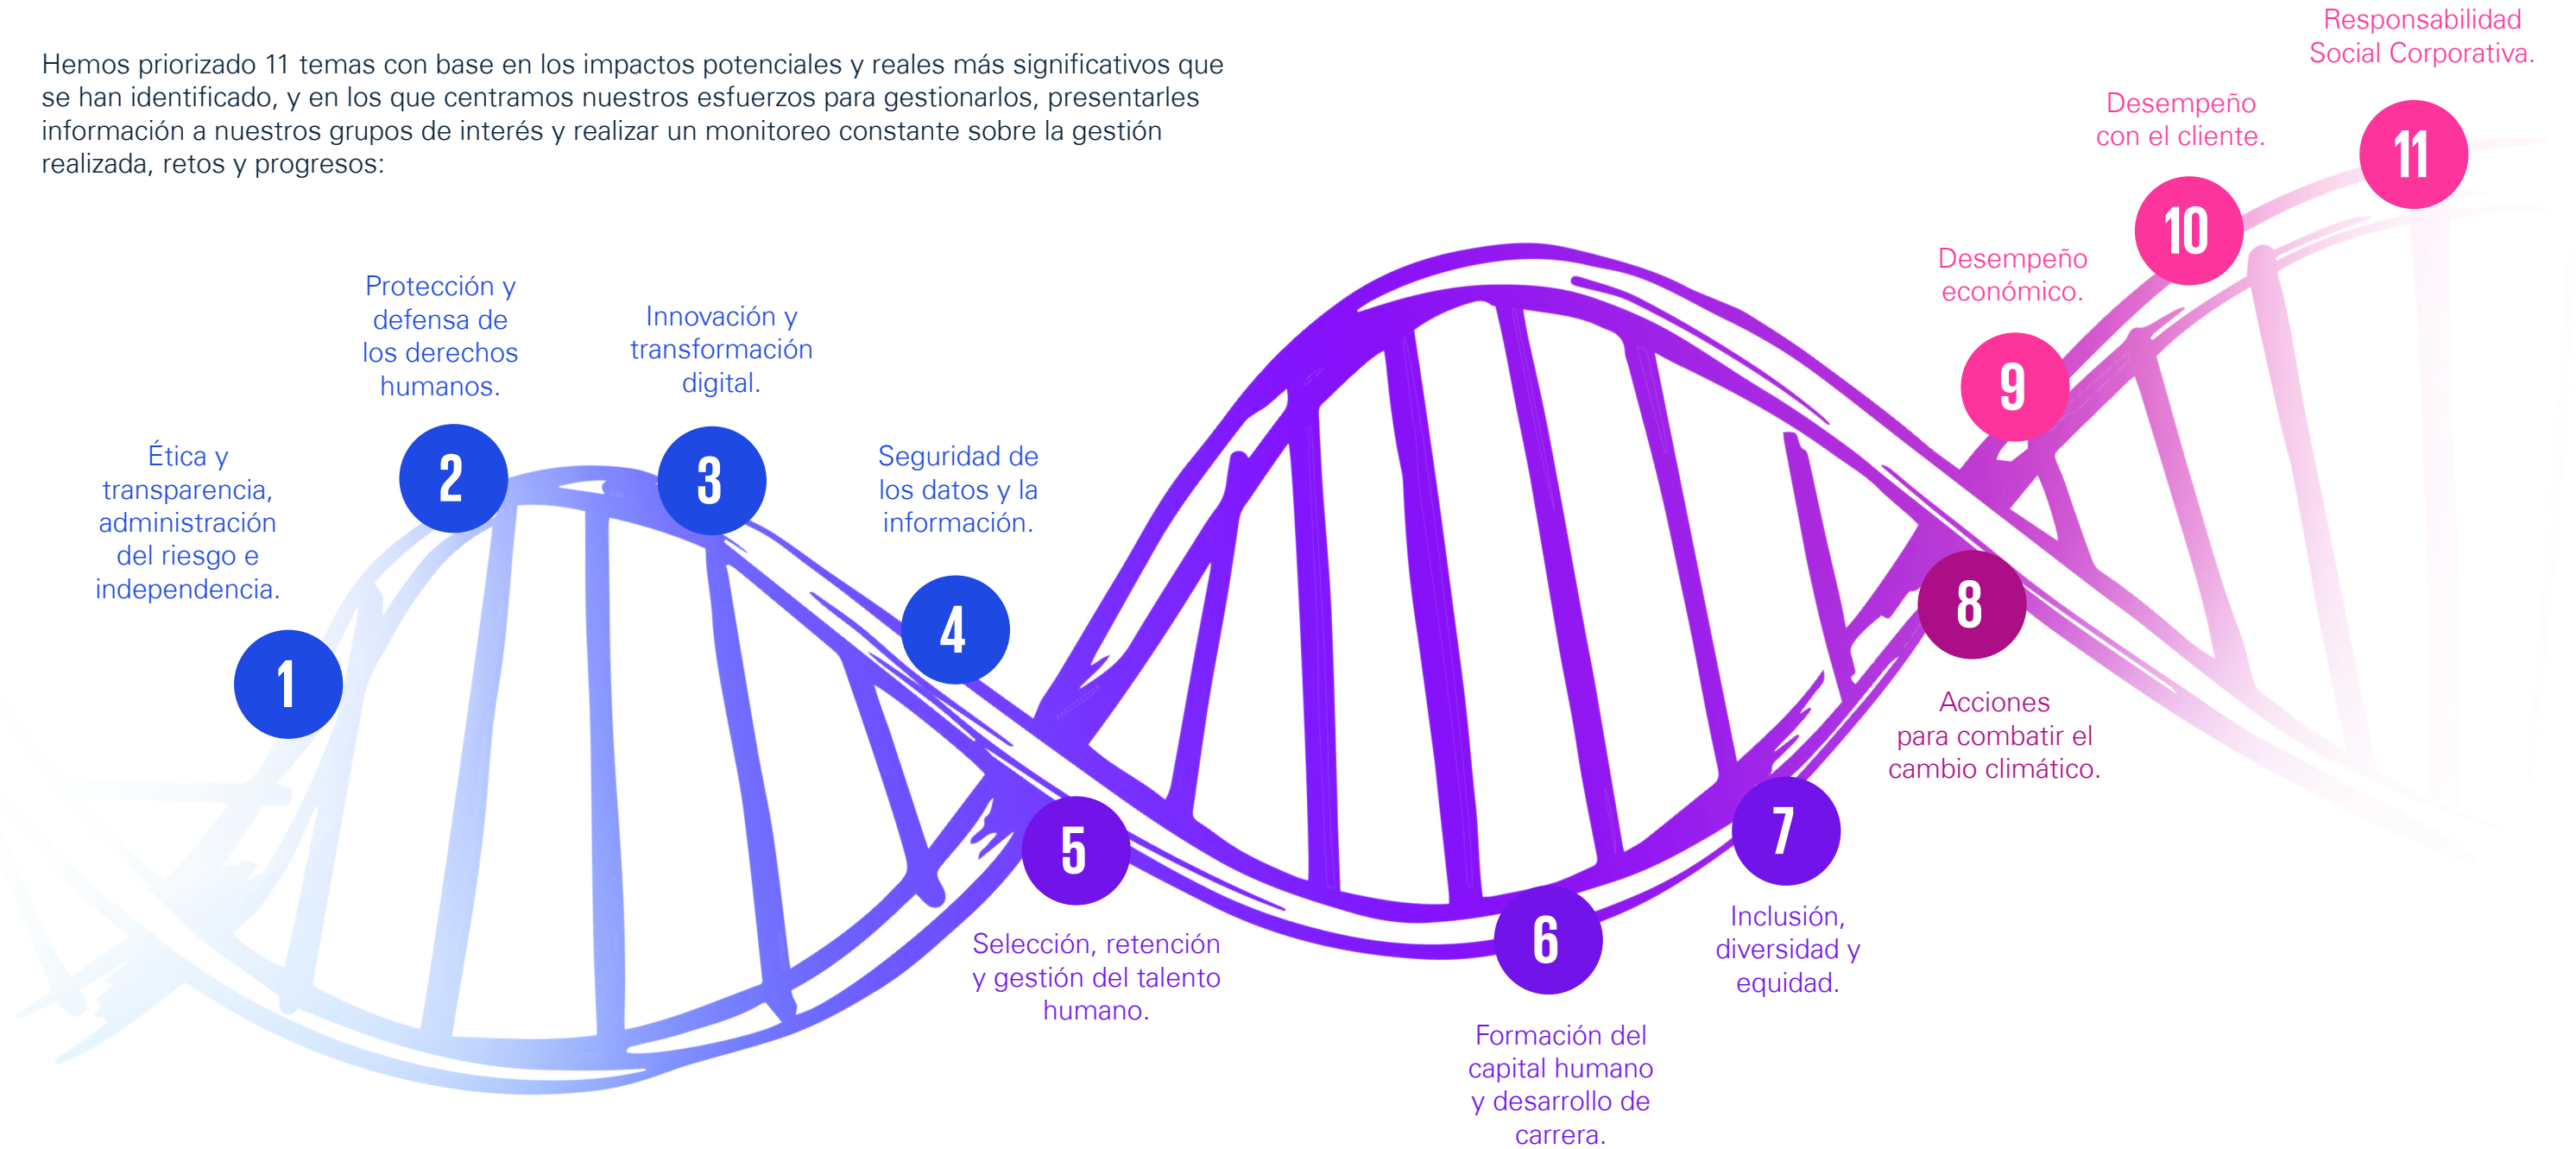 Hemos priorizado 11 temas con base en los impactos potenciales y reales más significativos que
se han identificado, y en los que centramos nuestros esfuerzos para gestionarlos, presentarles
información a nuestros grupos de interés y realizar un monitoreo constante sobre la gestión
realizada, retos y progresos:
Ética y
transparencia,
administración
del riesgo e
independencia.
1
Protección y
defensa de
los derechos
humanos.
2
Innovación y
transformación
digital.
3
Seguridad de
los datos y la
información.
4
5
Selección, retención
y gestión del talento
humano.
6
Formación del
capital humano
y desarrollo de
carrera.
7
Inclusión,
diversidad y
equidad.
8
Acciones
para combatir el
cambio climático.
Desempeño
económico.
9
Desempeño
con el cliente.
10
Responsabilidad
Social Corporativa.
11